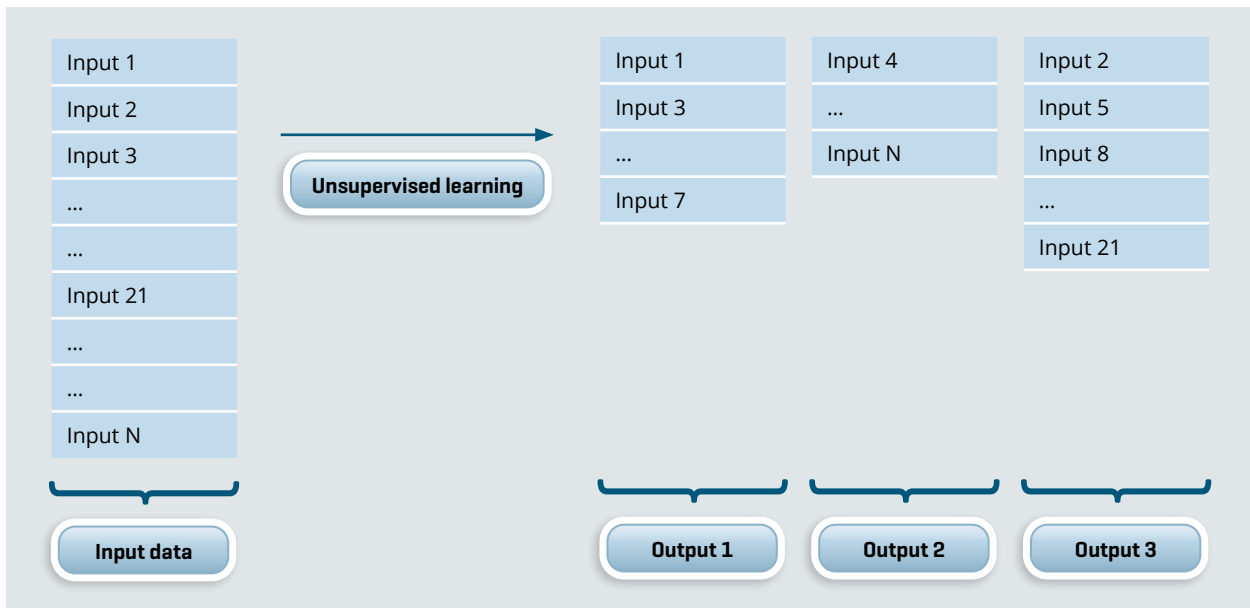 Input 1
Input 2
Input 3
...
...
Input 21
...
...
Input N
Input data
Unsupervised learning
Input 1
Input 3
...
Input 7
Output 1
Input 4
...
Input N
Output 2
Input 2
Input 5
Input 8
...
Input 21
Output 3